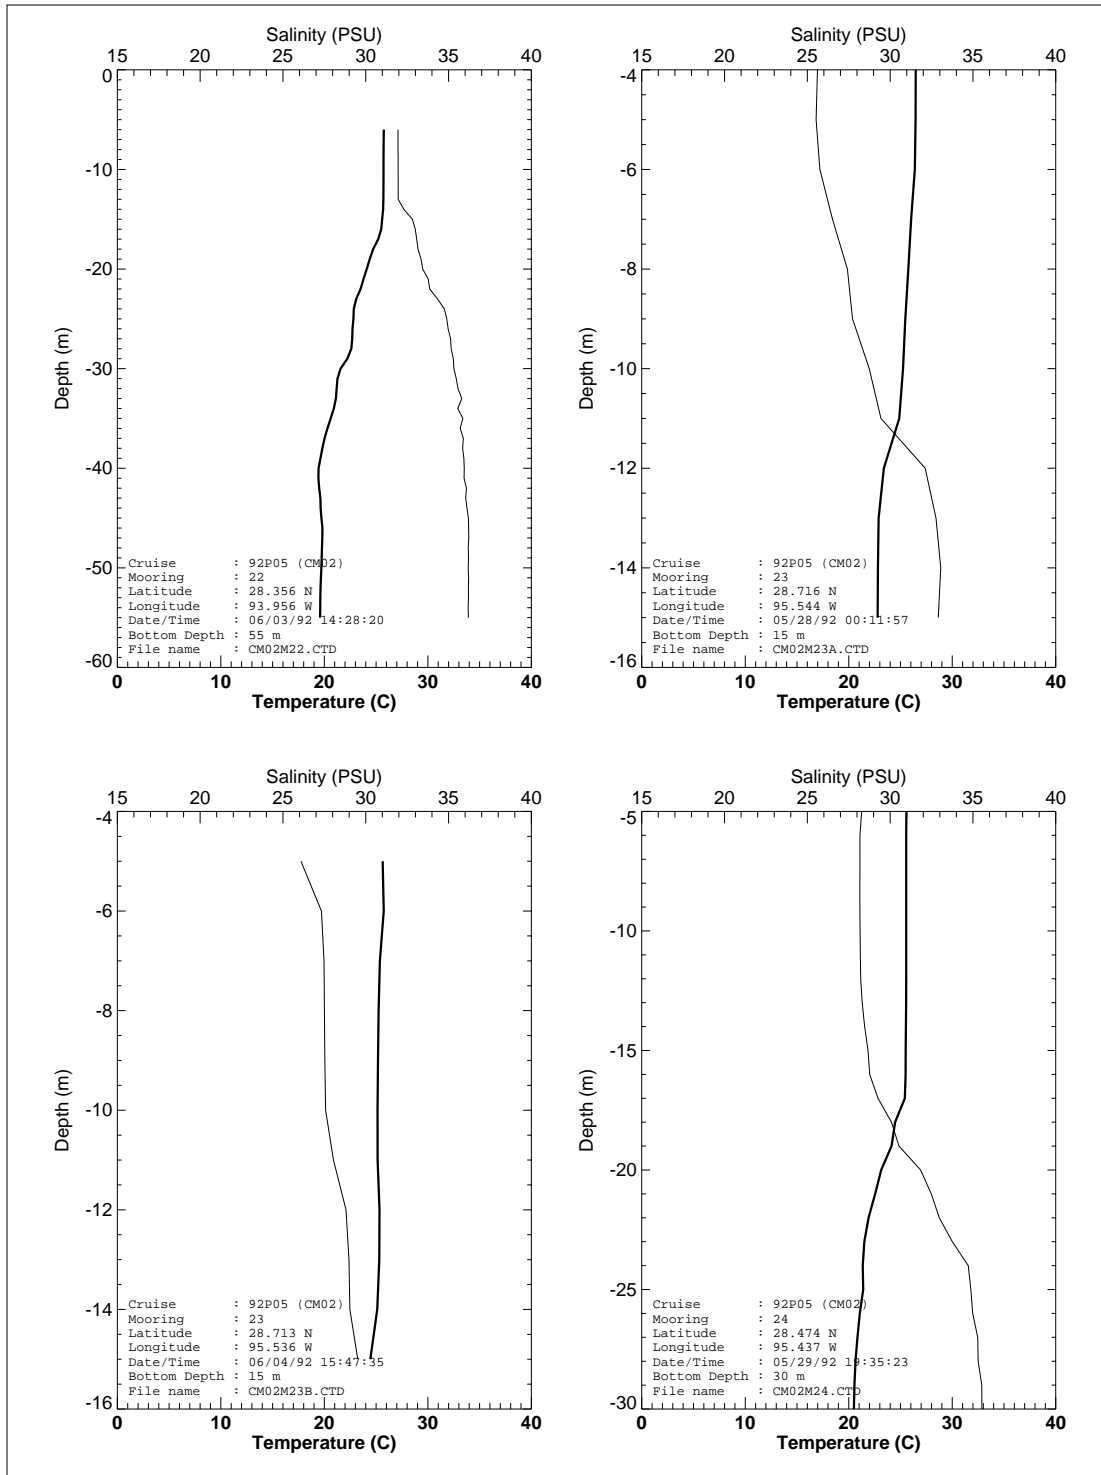 Salinity (PSU)
15 20 25 30 35 40
0
-10
-20
-30
-40
-50
-60
Depth (m)
Cruise : 92P05 (CM02)
Mooring : 22
Latitude : 28.356 N
Longitude : 93.956 W
Date/Time : 06/03/92 14:28:20
Bottom Depth : 55 m
File name : CM02M22.CTD
0 10 20 30 40
Temperature (C)
Salinity (PSU)
15 20 25 30 35 40
-4
-6
-8
-10
-12
-14
-16
Depth (m)
Cruise : 92P05 (CM02)
Mooring : 23
Latitude : 28.716 N
Longitude : 95.544 W
Date/Time : 05/28/92 00:11:57
Bottom Depth : 15 m
File name : CM02M23A.CTD
0 10 20 30 40
Temperature (C)
Salinity (PSU)
15 20 25 30 35 40
-4
-6
-8
-10
-12
-14
-16
Depth (m)
Cruise : 92P05 (CM02)
Mooring : 23
Latitude : 28.713 N
Longitude : 95.536 W
Date/Time : 06/04/92 15:47:35
Bottom Depth : 15 m
File name : CM02M23B.CTD
0 10 20 30 40
Temperature (C)
Salinity (PSU)
15 20 25 30 35 40
-5
-10
-15
-20
-25
-30
Depth (m)
Cruise : 92P05 (CM02)
Mooring : 24
Latitude : 28.474 N
Longitude : 95.437 W
Date/Time : 05/29/92 19:35:23
Bottom Depth : 30 m
File name : CM02M24.CTD
0 10 20 30 40
Temperature (C)